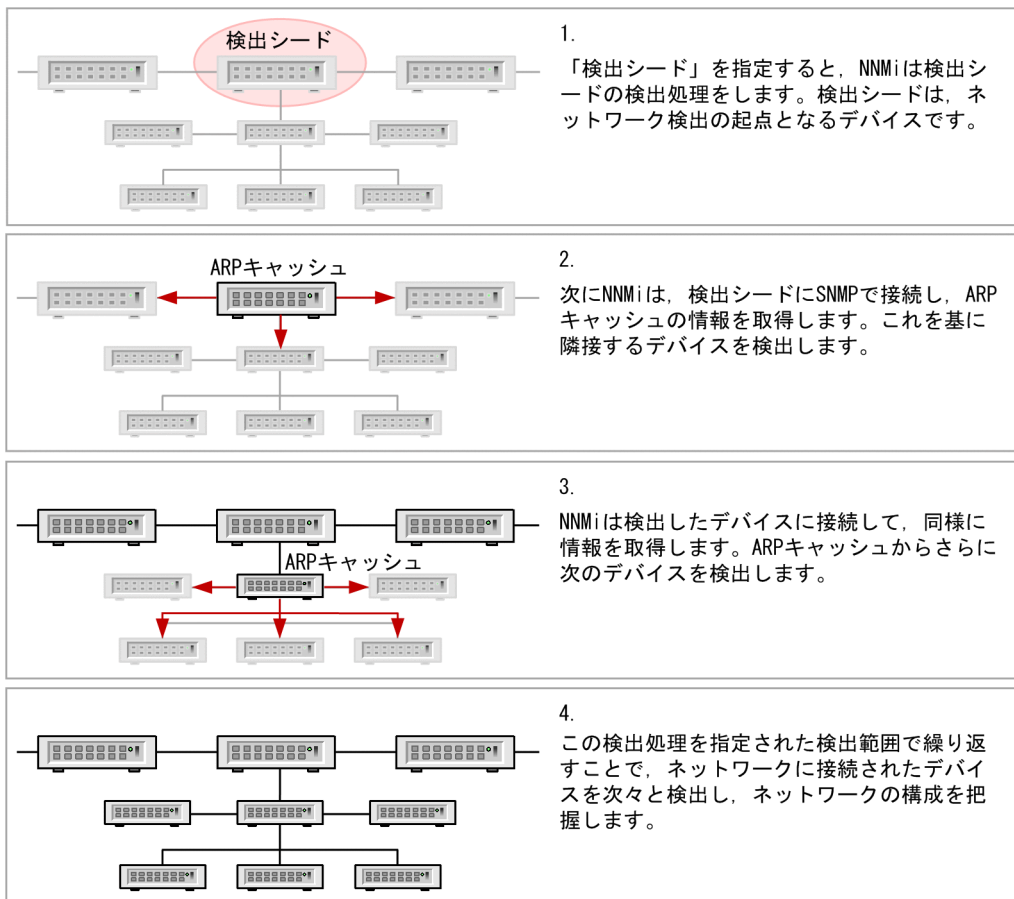 検出シード
1.
「検出シード」を指定すると，NNMiは検出シ
ードの検出処理をします。検出シードは，ネ
ットワーク検出の起点となるデバイスです。
ARPキャッシュ
2.
次にNNMiは，検出シードにSNMPで接続し，ARP
キャッシュの情報を取得します。これを基に
隣接するデバイスを検出します。
ARPキャッシュ
3.
NNMiは検出したデバイスに接続して，同様に
情報を取得します。ARPキャッシュからさらに
次のデバイスを検出します。
4.
この検出処理を指定された検出範囲で繰り返
すことで，ネットワークに接続されたデバイ
スを次々と検出し，ネットワークの構成を把
握します。